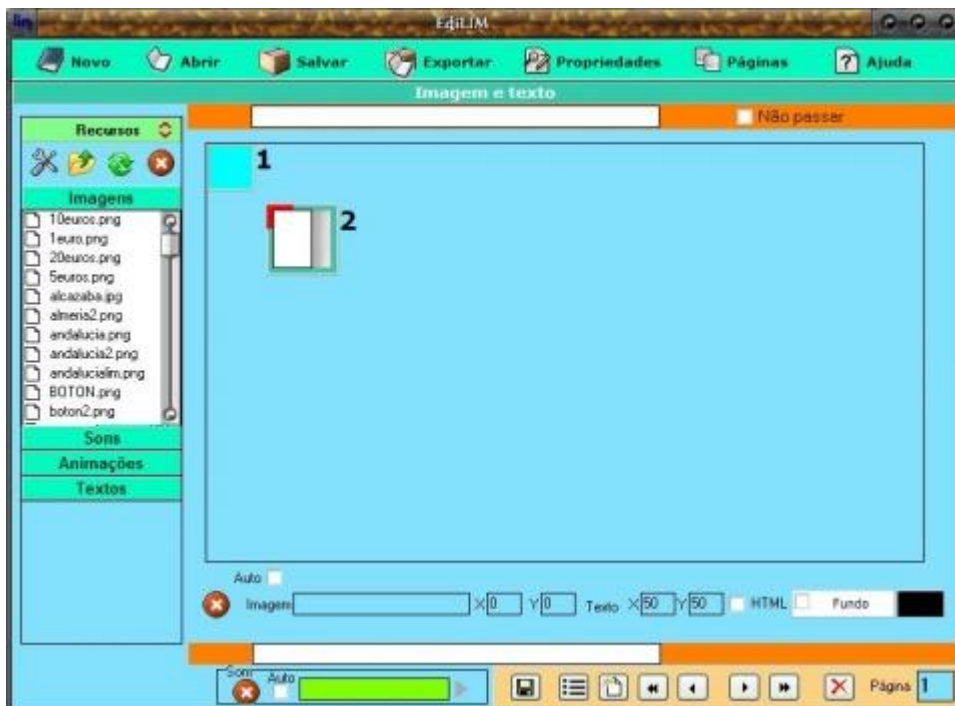 lin
EdiLIM
Novo Abrir Salvar Exportar Propriedades Páginas Ajuda
Imagem e texto
Não passar
Recursos
Imagens
10euros.png
1euro.png
20euros.png
5euros.png
alcazaba.jpg
almeria2.png
andalucia.png
andalucia2.png
andalucialim.png
BOTON.png
boton2.png
Sons
Animações
Textos
1
2
Auto
Imagem X 0 Y 0 Texto X 50 Y 50 HTML Fundo
Som
Auto
Página 1